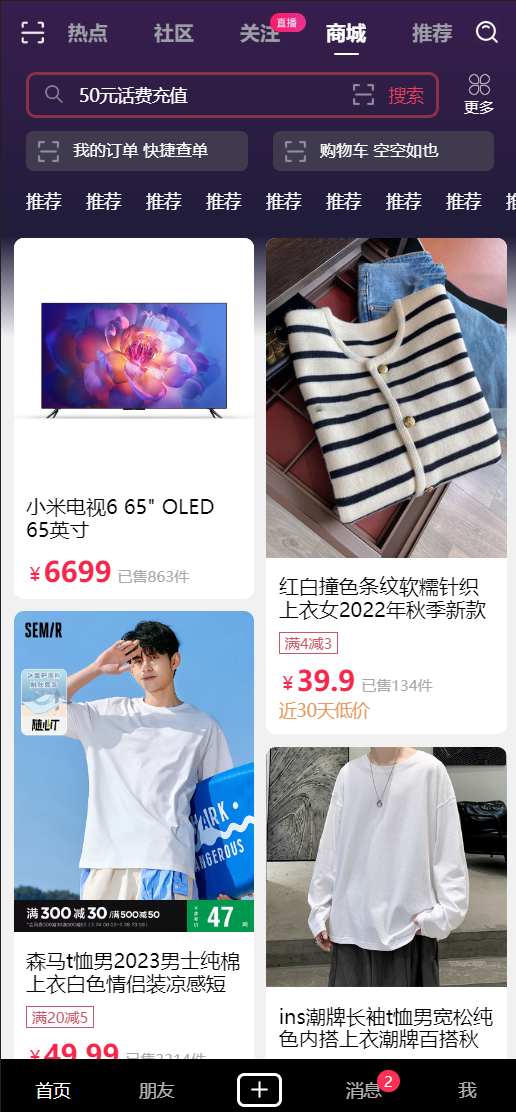 热点
社区
关注
直播
商城
推荐
50元话费充值
搜索
更多
我的订单 快捷查单
购物车 空空如也
推荐 推荐 推荐 推荐 推荐 推荐 推荐 推荐
小米电视6 65" OLED
65英寸
¥6699 已售863件
红白撞色条纹软糯针织
上衣女2022年秋季新款
满4减3
¥39.9 已售134件
近30天低价
SEMIR
随心T
满300减30/满500减50
47
森马t恤男2023男士纯棉
上衣白色情侣装凉感短
满20减5
¥49.99
ins潮牌长袖t恤男宽松纯
色内搭上衣潮牌百搭秋
首页
朋友
消息
2
我